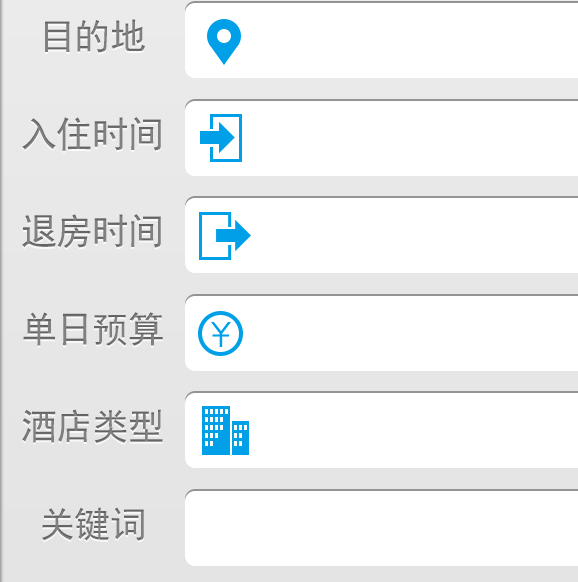 目的地
入住时间
退房时间
单日预算
酒店类型
关键词